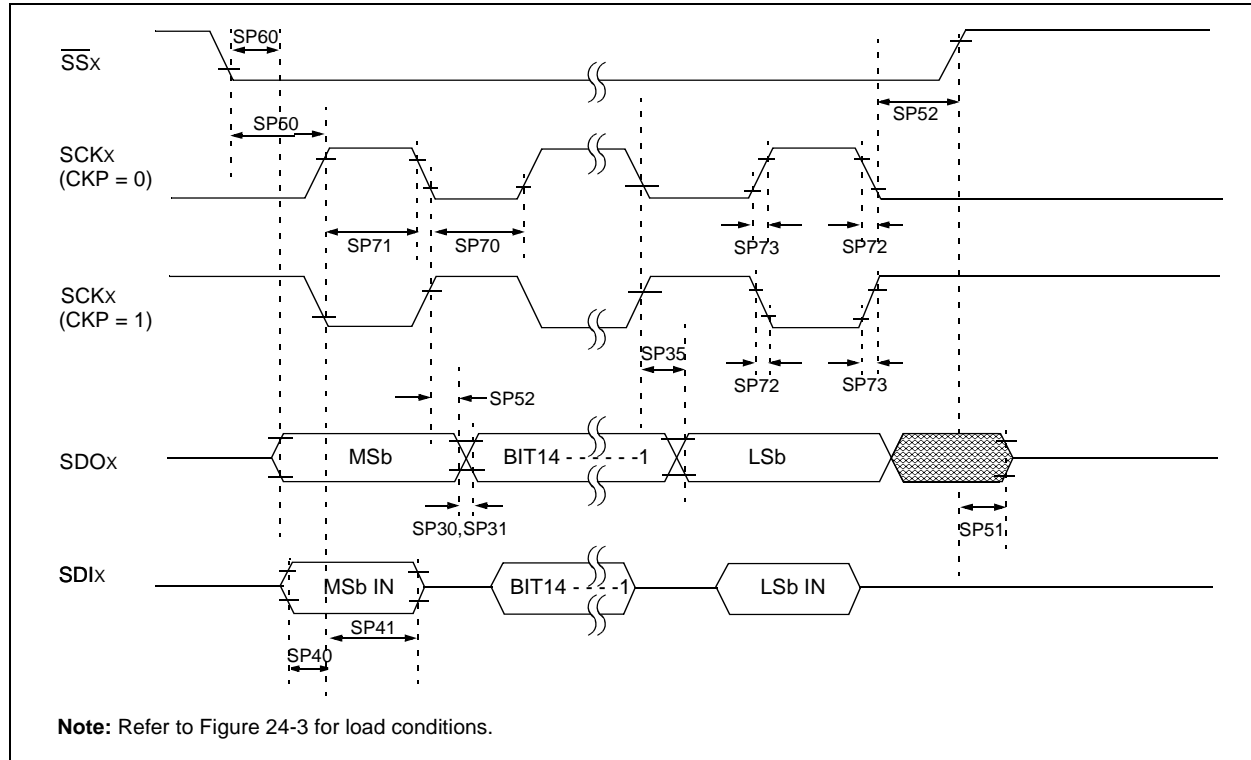 SP60
SSX
SP52
SP50
SCKX
(CKP = 0)
SP71
SP70
SP73
SP72
SCKX
(CKP = 1)
SP35
SP72
SP73
SP52
SDOX
MSb
BIT14 - - - - - -1
LSb
SP30,SP31
SP51
SDIX
MSb IN
BIT14 - - - -1
LSb IN
SP41
SP40
Note: Refer to Figure 24-3 for load conditions.